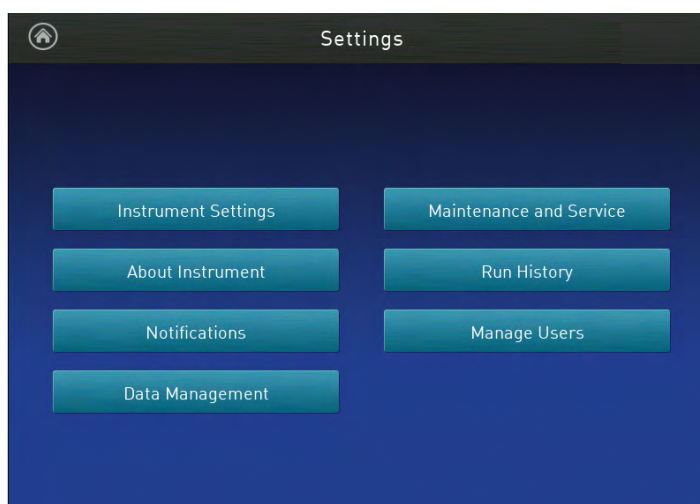 Settings
Instrument Settings
Maintenance and Service
About Instrument
Run History
Notifications
Manage Users
Data Management